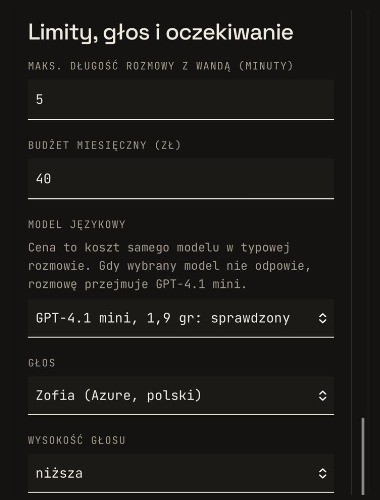 Limity, głos i oczekiwanie
MAKS. DŁUGOŚĆ ROZMOWY Z WANDĄ (MINUTY)
5
BUDŻET MIESIĘCZNY (ZŁ)
40
MODEL JĘZYKOWY
Cena to koszt samego modelu w typowej
rozmowie. Gdy wybrany model nie odpowie,
rozmowę przejmuje GPT-4.1 mini.
GPT-4.1 mini, 1,9 gr: sprawdzony
GŁOS
Zofia (Azure, polski)
WYSOKOŚĆ GŁOSU
niższa